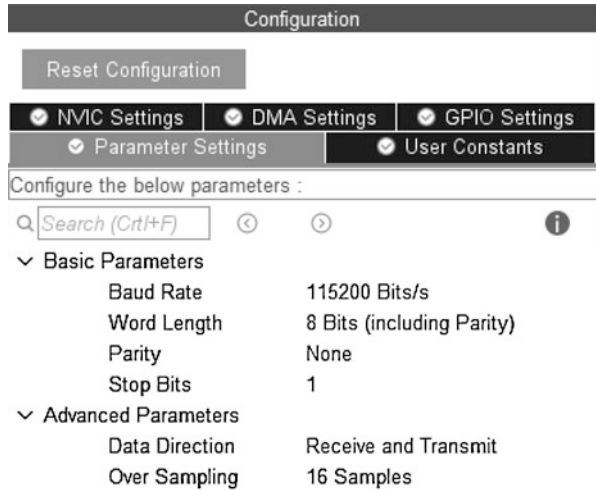 Configuration
Reset Configuration
NVIC Settings DMA Settings GPIO Settings
Parameter Settings User Constants
Configure the below parameters :
Search (Crtl+F)
Basic Parameters
Baud Rate 115200 Bits/s
Word Length 8 Bits (including Parity)
Parity None
Stop Bits 1
Advanced Parameters
Data Direction Receive and Transmit
Over Sampling 16 Samples